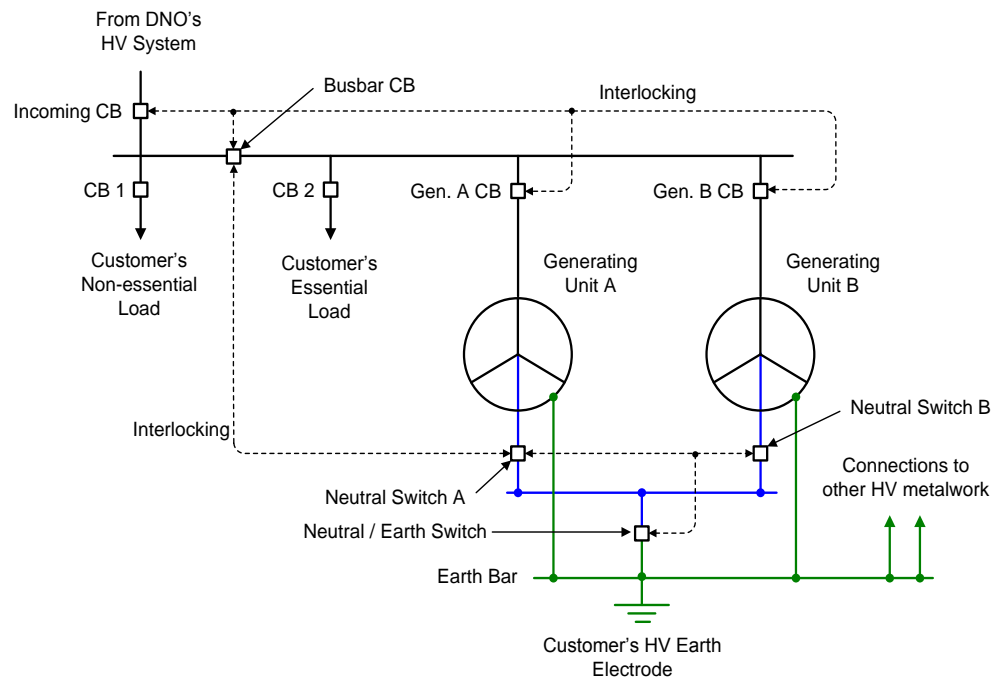 From DNO's
HV System
Busbar CB
Interlocking
Incoming CB
CB 1
CB 2
Gen. A CB
Gen. B CB
Customer's
Non-essential
Load
Customer's
Essential
Load
Generating
Unit A
Generating
Unit B
Neutral Switch B
Interlocking
Connections to
other HV metalwork
Neutral Switch A
Neutral / Earth Switch
Earth Bar
Customer's HV Earth
Electrode